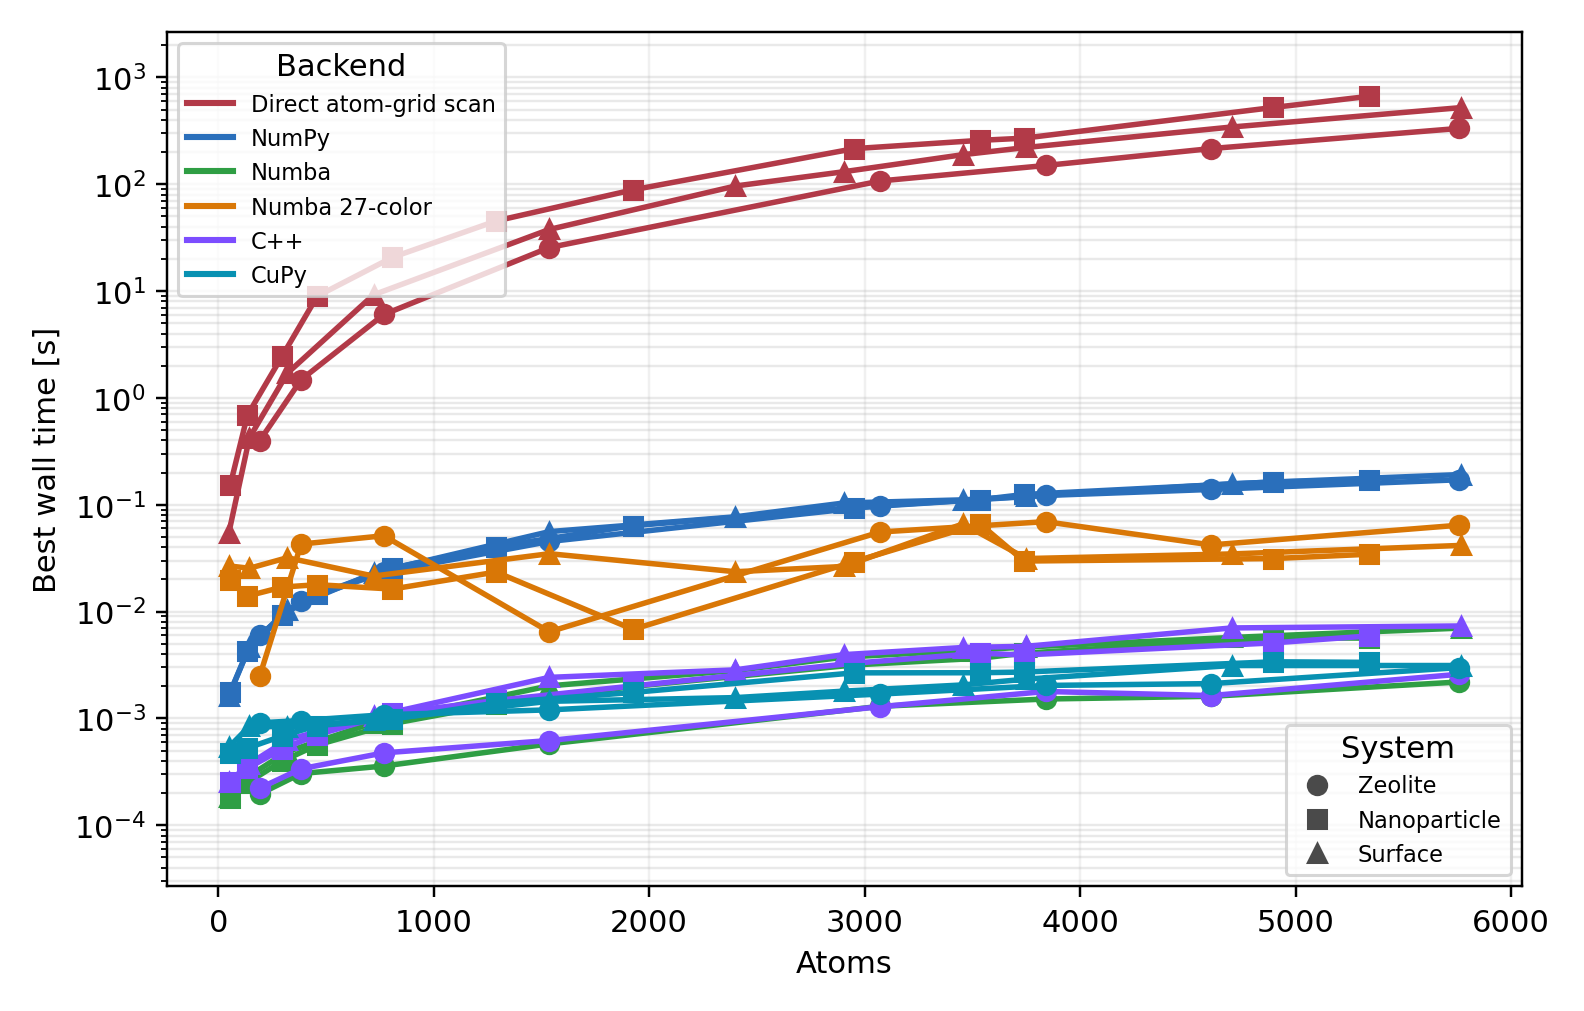 Backend
Direct atom-grid scan
NumPy
Numba
Numba 27-color
C++
CuPy
10³
10²
10¹
10⁰
10⁻¹
10⁻²
10⁻³
10⁻⁴
Best wall time [s]
System
Zeolite
Nanoparticle
Surface
0 1000 2000 3000 4000 5000 6000
Atoms